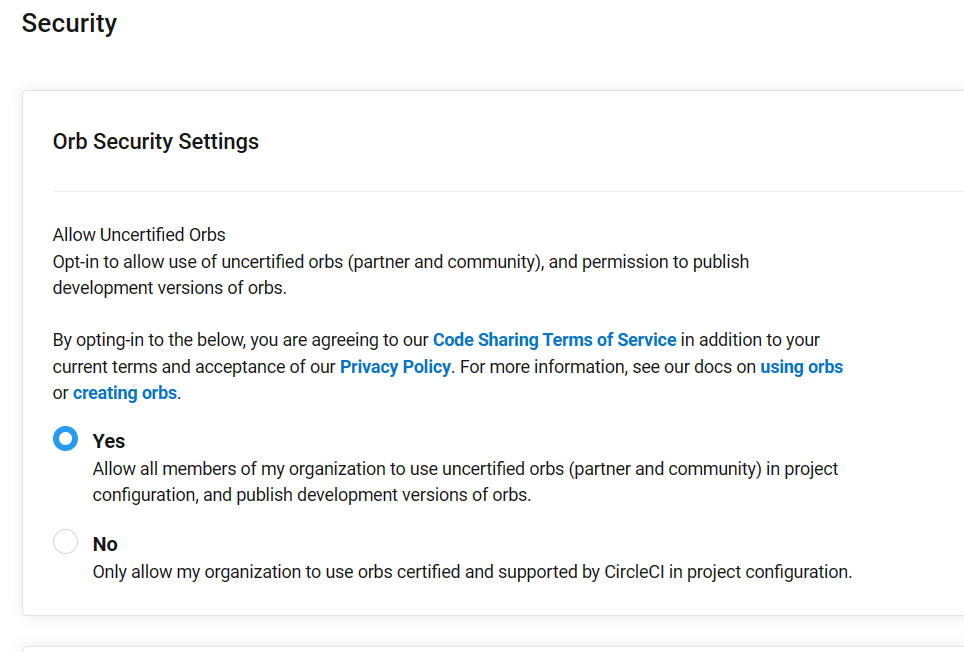 Security
Orb Security Settings
Allow Uncertified Orbs
Opt-in to allow use of uncertified orbs (partner and community), and permission to publish
development versions of orbs.
By opting-in to the below, you are agreeing to our Code Sharing Terms of Service in addition to your
current terms and acceptance of our Privacy Policy. For more information, see our docs on using orbs
or creating orbs.
Yes
Allow all members of my organization to use uncertified orbs (partner and community) in project
configuration, and publish development versions of orbs.
No
Only allow my organization to use orbs certified and supported by CircleCI in project configuration.